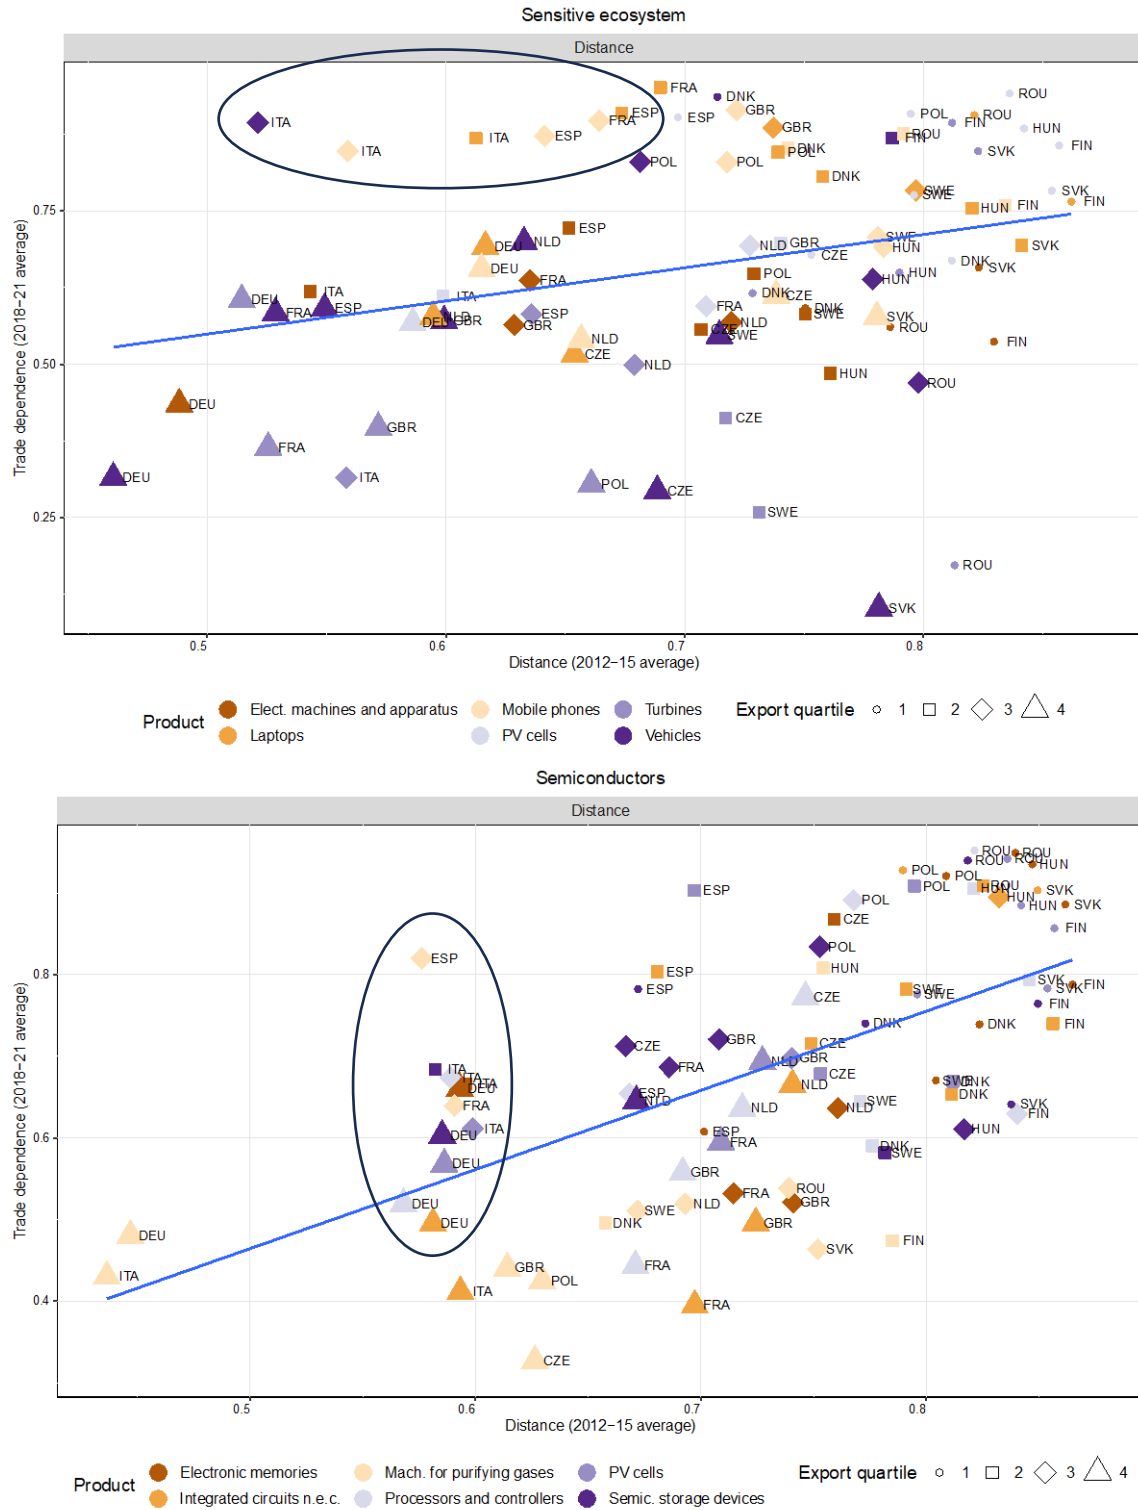 Sensitive ecosystem
Distance
Trade dependence (2018−21 average)
0.75
0.50
0.25
FRA
ESP
DNK
ROU
ITA
FRA
ESP
GBR
POL
ROU
ITA
ESP
GBR
FIN
HUN
ITA
POL
POL
POL
DNK
ROU
FIN
SVK
FIN
DNK
SWE
SWE
HUN
FIN
SVK
FIN
ESP
DEU
NLD
NLD
GBR
SWE
HUN
SVK
DEU
FRA
POL
CZE
DNK
HUN
SVK
DEU
ITA
ITA
FRA
CZE
DNK
FRA
ESP
DEU
NLD
GBR
ESP
GBR
FRA
NLD
CZE
SWE
DNK
SWE
SVK
ROU
FIN
NLD
CZE
NLD
HUN
ROU
DEU
FRA
GBR
CZE
DEU
ITA
POL
CZE
SWE
ROU
SVK
0.5
0.6
0.7
0.8
Distance (2012−15 average)
Product
Elect. machines and apparatus
Mobile phones
Turbines
Laptops
PV cells
Vehicles
Export quartile
1
2
3
4
Semiconductors
Distance
Trade dependence (2018−21 average)
0.8
0.6
0.4
ROU
ROU
ROU
ROU
HUN
POL
POL
POL
ESP
POL
ROU
HUN
HUN
HUN
SVK
SVK
CZE
FIN
ESP
POL
HUN
ESP
ESP
CZE
SWE
SWE
SVK
SVK
FIN
FIN
CZE
GBR
DNK
DNK
FIN
CZE
ITA
ITA
ITA
DEU
FRA
FRA
NLD
GBR
CZE
NLD
ESP
NLD
NLD
NLD
SWE
SWE
DNK
DNK
SVK
FIN
DEU
ITA
ESP
FRA
DNK
SWE
HUN
DEU
GBR
DEU
DEU
DNK
SWE
NLD
FRA
ROU
GBR
GBR
DEU
ITA
GBR
POL
FRA
SVK
FIN
ITA
FRA
CZE
0.5
0.6
0.7
0.8
Distance (2012−15 average)
Product
Electronic memories
Mach. for purifying gases
PV cells
Integrated circuits n.e.c.
Processors and controllers
Semic. storage devices
Export quartile
1
2
3
4